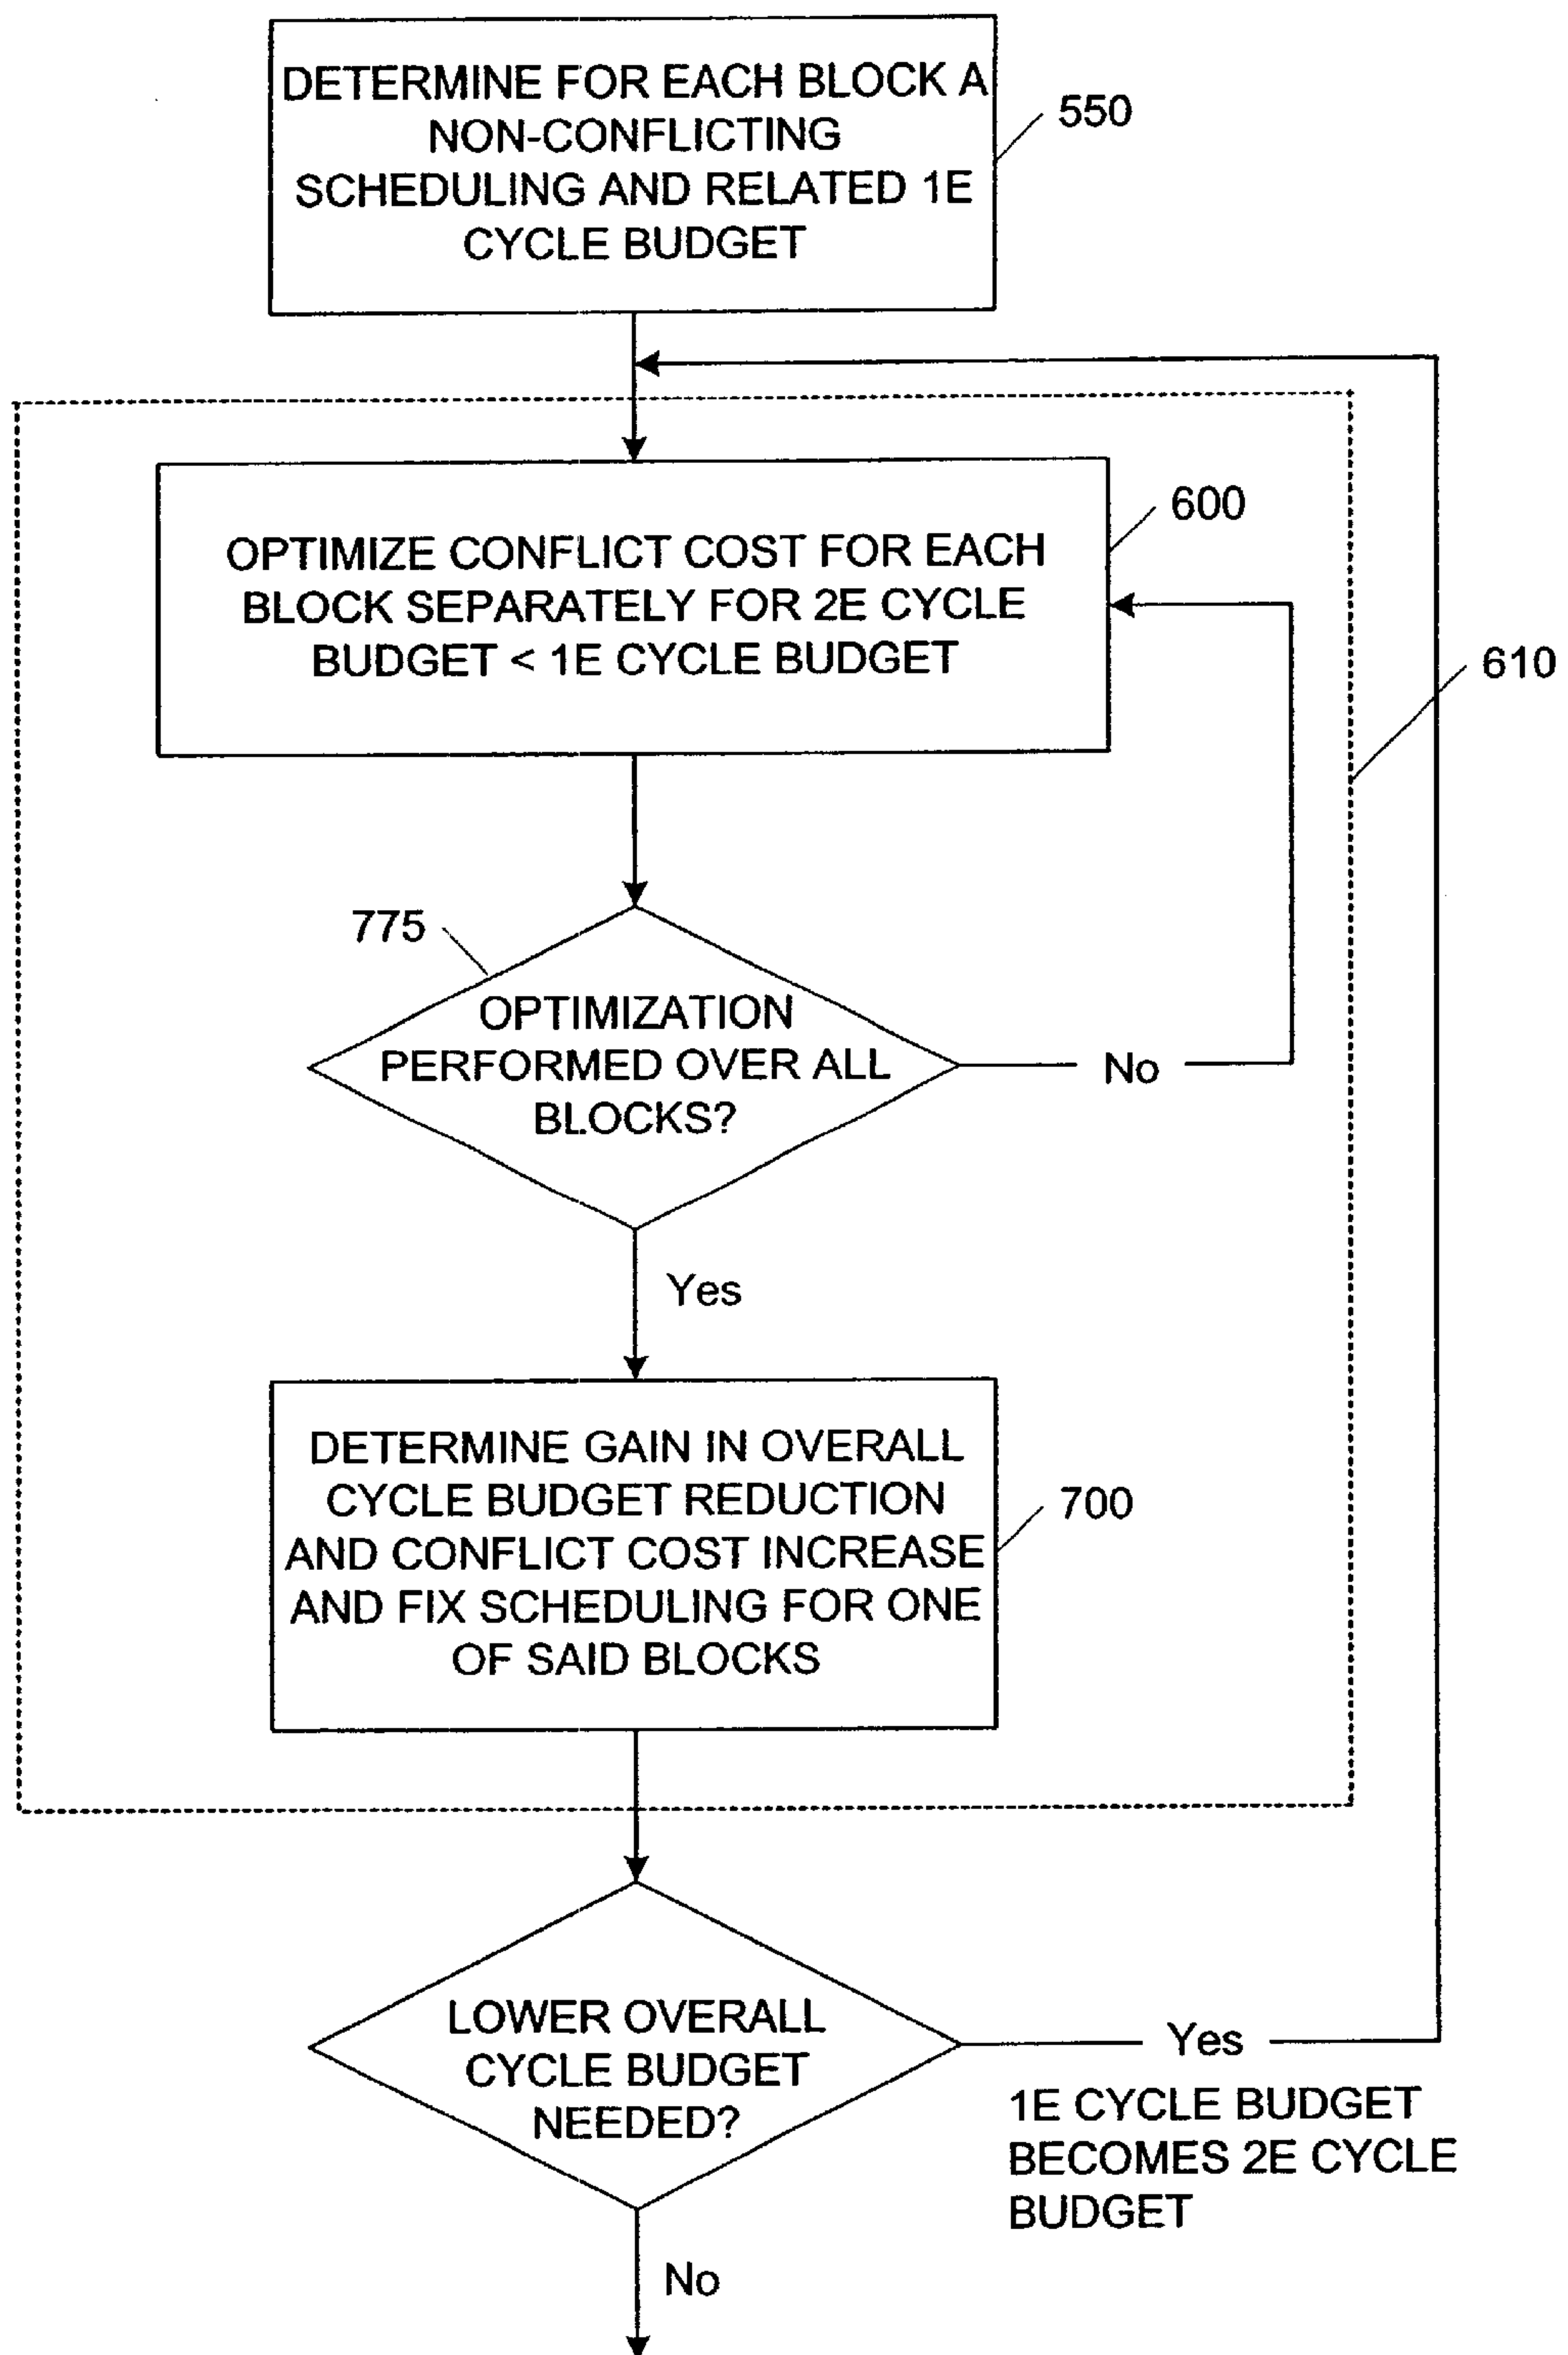 DETERMINE FOR EACH BLOCK A
NON-CONFLICTING
SCHEDULING AND RELATED 1E
CYCLE BUDGET
550
OPTIMIZE CONFLICT COST FOR EACH
BLOCK SEPARATELY FOR 2E CYCLE
BUDGET < 1E CYCLE BUDGET
600
610
775
OPTIMIZATION
PERFORMED OVER ALL
BLOCKS?
No
Yes
DETERMINE GAIN IN OVERALL
CYCLE BUDGET REDUCTION
AND CONFLICT COST INCREASE
AND FIX SCHEDULING FOR ONE
OF SAID BLOCKS
700
LOWER OVERALL
CYCLE BUDGET
NEEDED?
Yes
1E CYCLE BUDGET
BECOMES 2E CYCLE
BUDGET
No